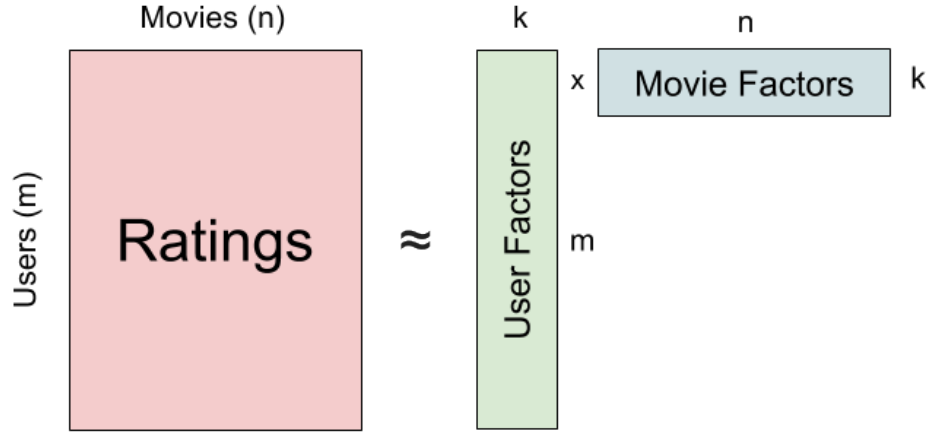 Movies (n)
k
n
Users (m)
Ratings
≈
User Factors
x
Movie Factors
k
m